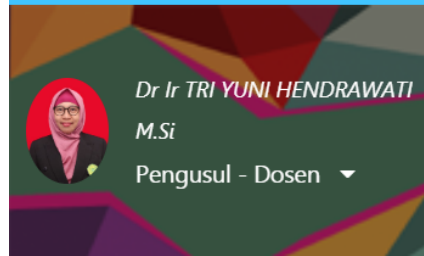 Dr Ir TRI YUNI HENDRAWATI
M.Si
Pengusul - Dosen